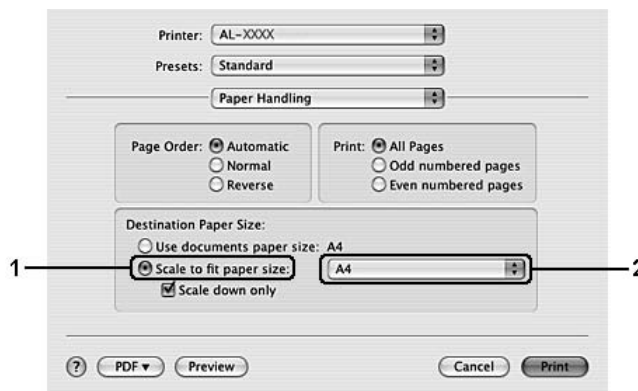 Printer: AL-XXXX
Presets: Standard
Paper Handling
Page Order: Automatic Print: All Pages
Normal Odd numbered pages
Reverse Even numbered pages
Destination Paper Size:
Use documents paper size: A4
1 Scale to fit paper size: A4 2
Scale down only
? PDF Preview Cancel Print